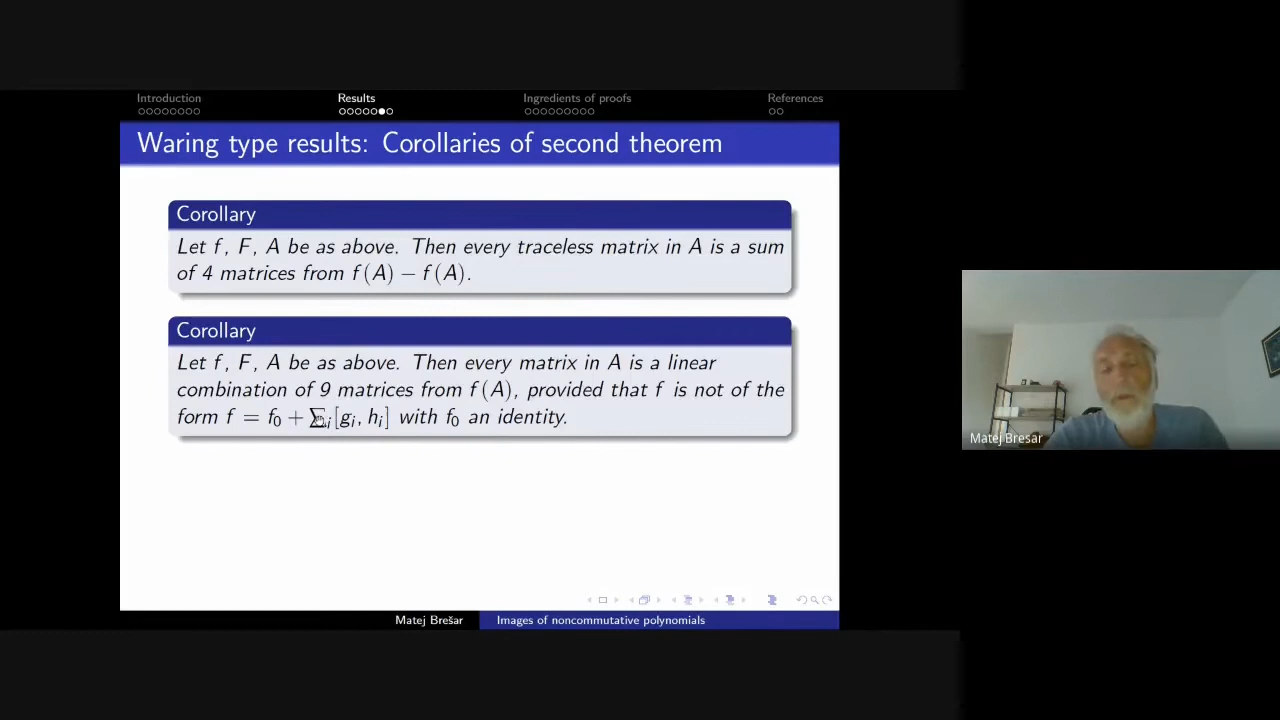 Introduction Results Ingredients of proofs References
Waring type results: Corollaries of second theorem
Corollary
Let f, F, A be as above. Then every traceless matrix in A is a sum
of 4 matrices from f(A) − f(A).
Corollary
Let f, F, A be as above. Then every matrix in A is a linear
combination of 9 matrices from f(A), provided that f is not of the
form f = f₀ + ∑ᵢ[gᵢ, hᵢ] with f₀ an identity.
Matej Bresar
Matej Brešar Images of noncommutative polynomials